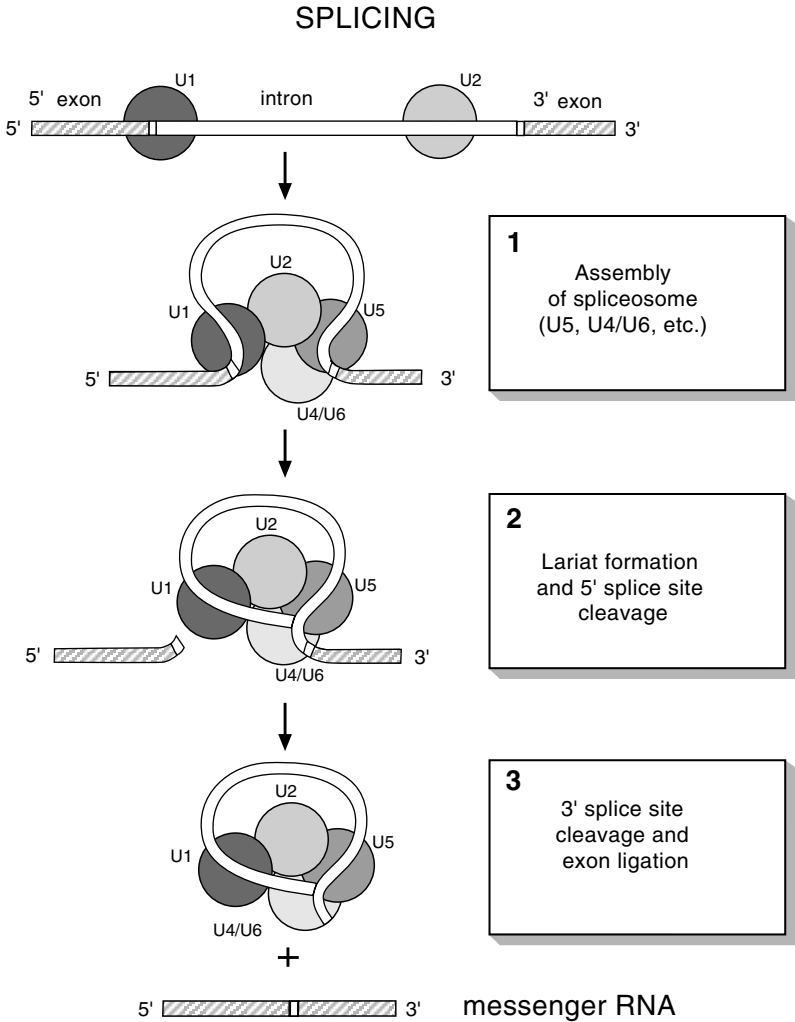 SPLICING
U1 U2
5' exon intron 3' exon
5' 3'
1
Assembly
of spliceosome
(U5, U4/U6, etc.)
U2
U1 U5
5' 3'
U4/U6
2
Lariat formation
and 5' splice site
cleavage
U2
U1 U5
5' 3'
U4/U6
3
3' splice site
cleavage and
exon ligation
U2
U1 U5
U4/U6
+
5' 3' messenger RNA